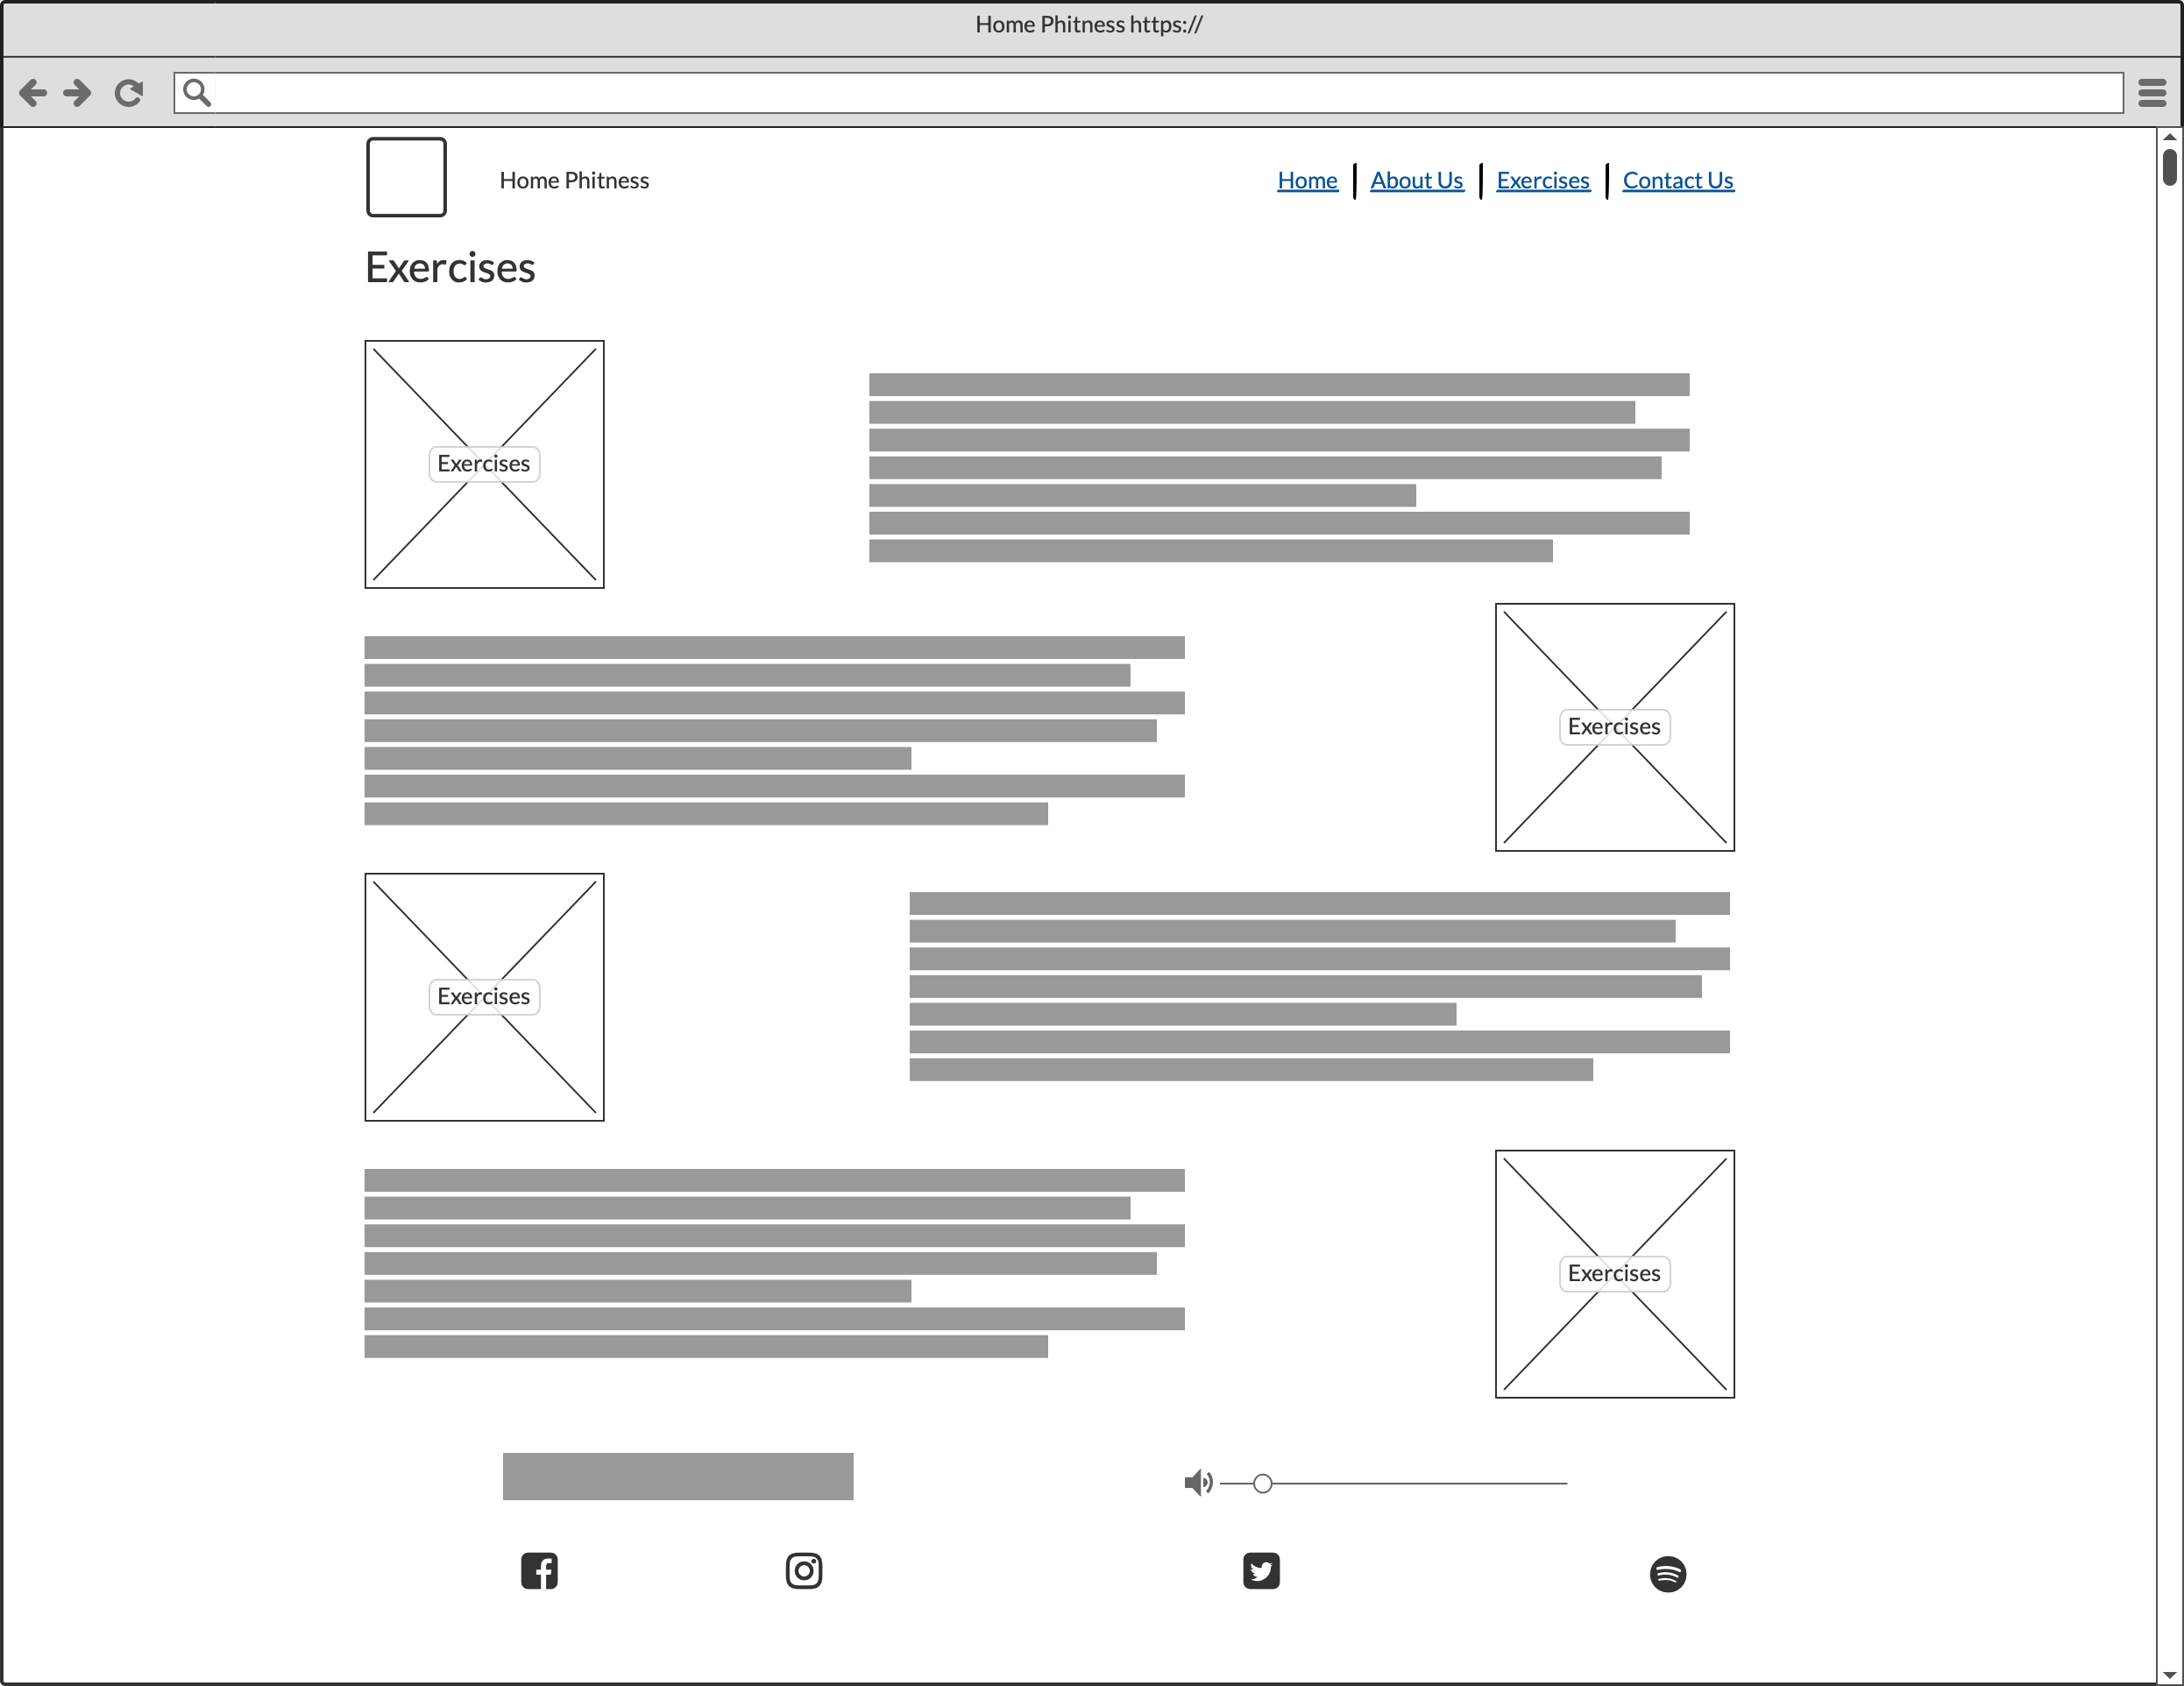 Home Phitness https://
Home Phitness
Home
About Us
Exercises
Contact Us
Exercises
Exercises
Exercises
Exercises
Exercises